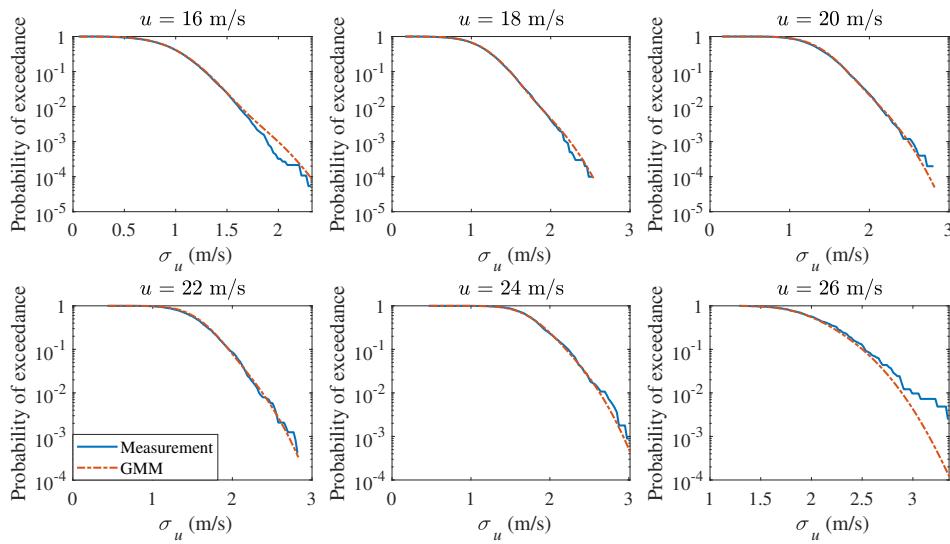 u = 16 m/s
u = 18 m/s
u = 20 m/s
Probability of exceedance
1
10-1
10-2
10-3
10-4
10-5
0
0.5
1
1.5
2
σu (m/s)
Probability of exceedance
1
10-1
10-2
10-3
10-4
10-5
0
1
2
3
σu (m/s)
Probability of exceedance
1
10-1
10-2
10-3
10-4
10-5
0
1
2
3
σu (m/s)
u = 22 m/s
u = 24 m/s
u = 26 m/s
Probability of exceedance
1
10-1
10-2
10-3
10-4
Measurement
GMM
0
1
2
3
σu (m/s)
Probability of exceedance
1
10-1
10-2
10-3
10-4
0
1
2
3
σu (m/s)
Probability of exceedance
1
10-1
10-2
10-3
10-4
1
1.5
2
2.5
3
σu (m/s)